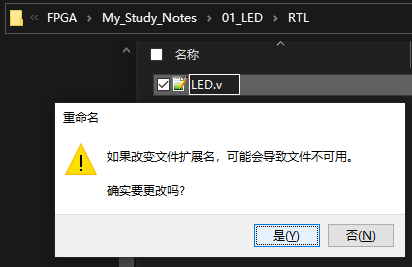 FPGA > My_Study_Notes > 01_LED > RTL
名称
LED.v
重命名
如果改变文件扩展名，可能会导致文件不可用。
确实要更改吗?
是(Y) 否(N)